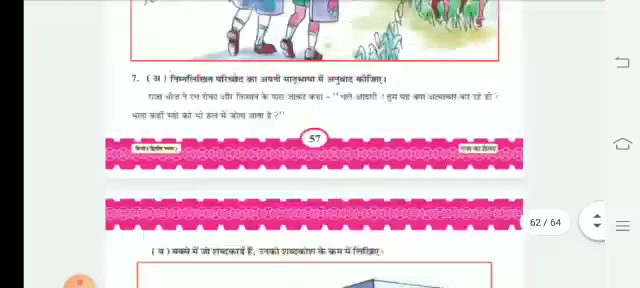 7. ( अ ) निम्नलिखित परिच्छेद का अपनी मातृभाषा में अनुवाद कीजिए।
राजा भोज ने रथ रोका और किसान के पास जाकर कहा – "भले आदमी ! तुम यह क्या अत्याचार कर रहे हो ?
भला कहीं स्त्री को भी हल में जोता जाता है ?"
57
हिन्दी ( द्वितीय भाषा )
62 / 64
( ब ) बक्से में जो शब्दकार्ड हैं, उनको शब्दकोश के क्रम में लिखिए: